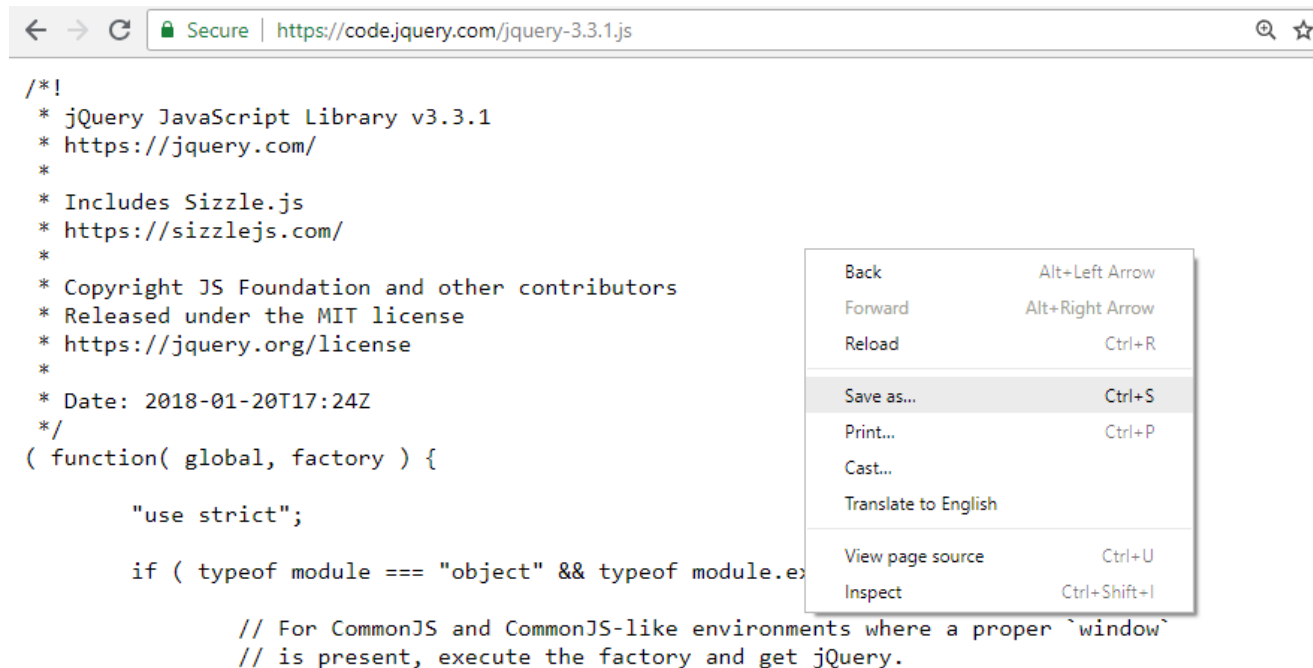 Secure | https://code.jquery.com/jquery-3.3.1.js
/*!
 * jQuery JavaScript Library v3.3.1
 * https://jquery.com/
 *
 * Includes Sizzle.js
 * https://sizzlejs.com/
 *
 * Copyright JS Foundation and other contributors
 * Released under the MIT license
 * https://jquery.org/license
 *
 * Date: 2018-01-20T17:24Z
 */
( function( global, factory ) {
"use strict";
if ( typeof module === "object" && typeof module.ex
// For CommonJS and CommonJS-like environments where a proper `window`
// is present, execute the factory and get jQuery.
Back Alt+Left Arrow
Forward Alt+Right Arrow
Reload Ctrl+R
Save as... Ctrl+S
Print... Ctrl+P
Cast...
Translate to English
View page source Ctrl+U
Inspect Ctrl+Shift+I